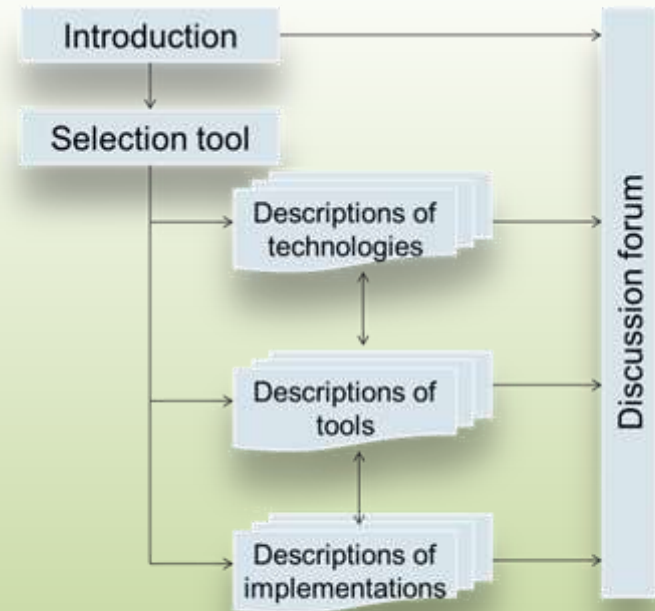 Introduction
Selection tool
Descriptions of
technologies
Descriptions of
tools
Descriptions of
implementations
Discussion forum